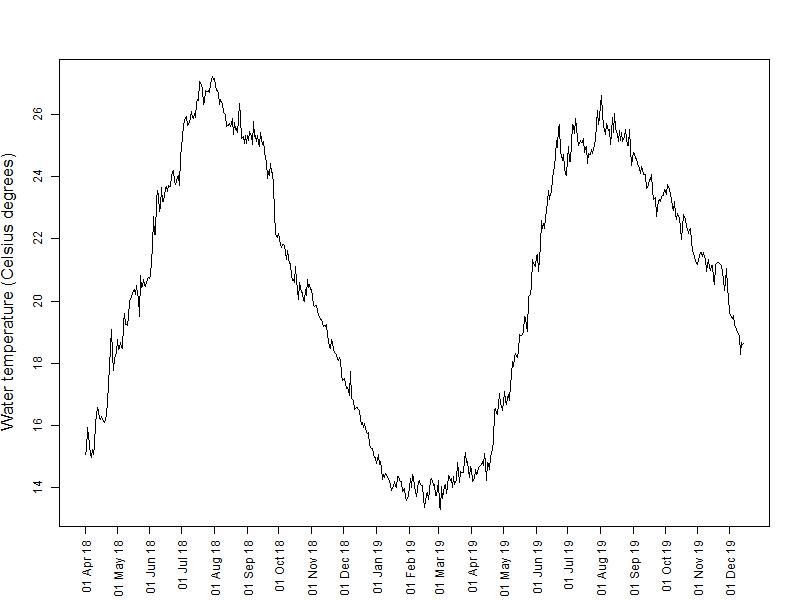 Water temperature (Celsius degrees)
26
24
22
20
18
16
14
01 Apr 18
01 May 18
01 Jun 18
01 Jul 18
01 Aug 18
01 Sep 18
01 Oct 18
01 Nov 18
01 Dec 18
01 Jan 19
01 Feb 19
01 Mar 19
01 Apr 19
01 May 19
01 Jun 19
01 Jul 19
01 Aug 19
01 Sep 19
01 Oct 19
01 Nov 19
01 Dec 19